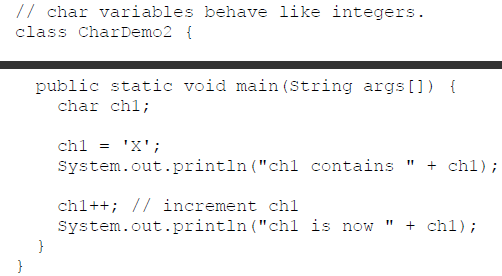 // char variables behave like integers.
class CharDemo2 {
public static void main(String args[]) {
char ch1;
ch1 = 'X';
System.out.println("ch1 contains " + ch1);
ch1++; // increment ch1
System.out.println("ch1 is now " + ch1);
}
}